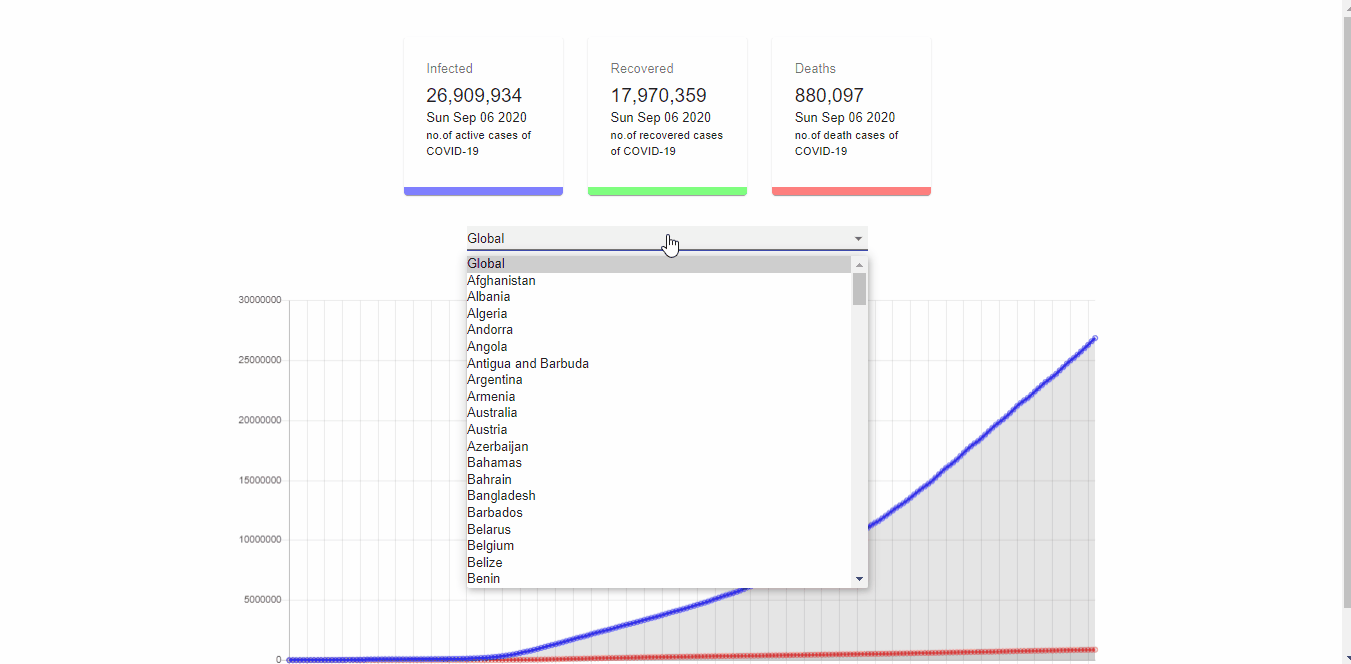 Infected
26,909,934
Sun Sep 06 2020
no.of active cases of
COVID-19
Recovered
17,970,359
Sun Sep 06 2020
no.of recovered cases
of COVID-19
Deaths
880,097
Sun Sep 06 2020
no.of death cases of
COVID-19
Global
Global
Afghanistan
Albania
Algeria
Andorra
Angola
Antigua and Barbuda
Argentina
Armenia
Australia
Austria
Azerbaijan
Bahamas
Bahrain
Bangladesh
Barbados
Belarus
Belgium
Belize
Benin
30000000
25000000
20000000
15000000
10000000
5000000
0